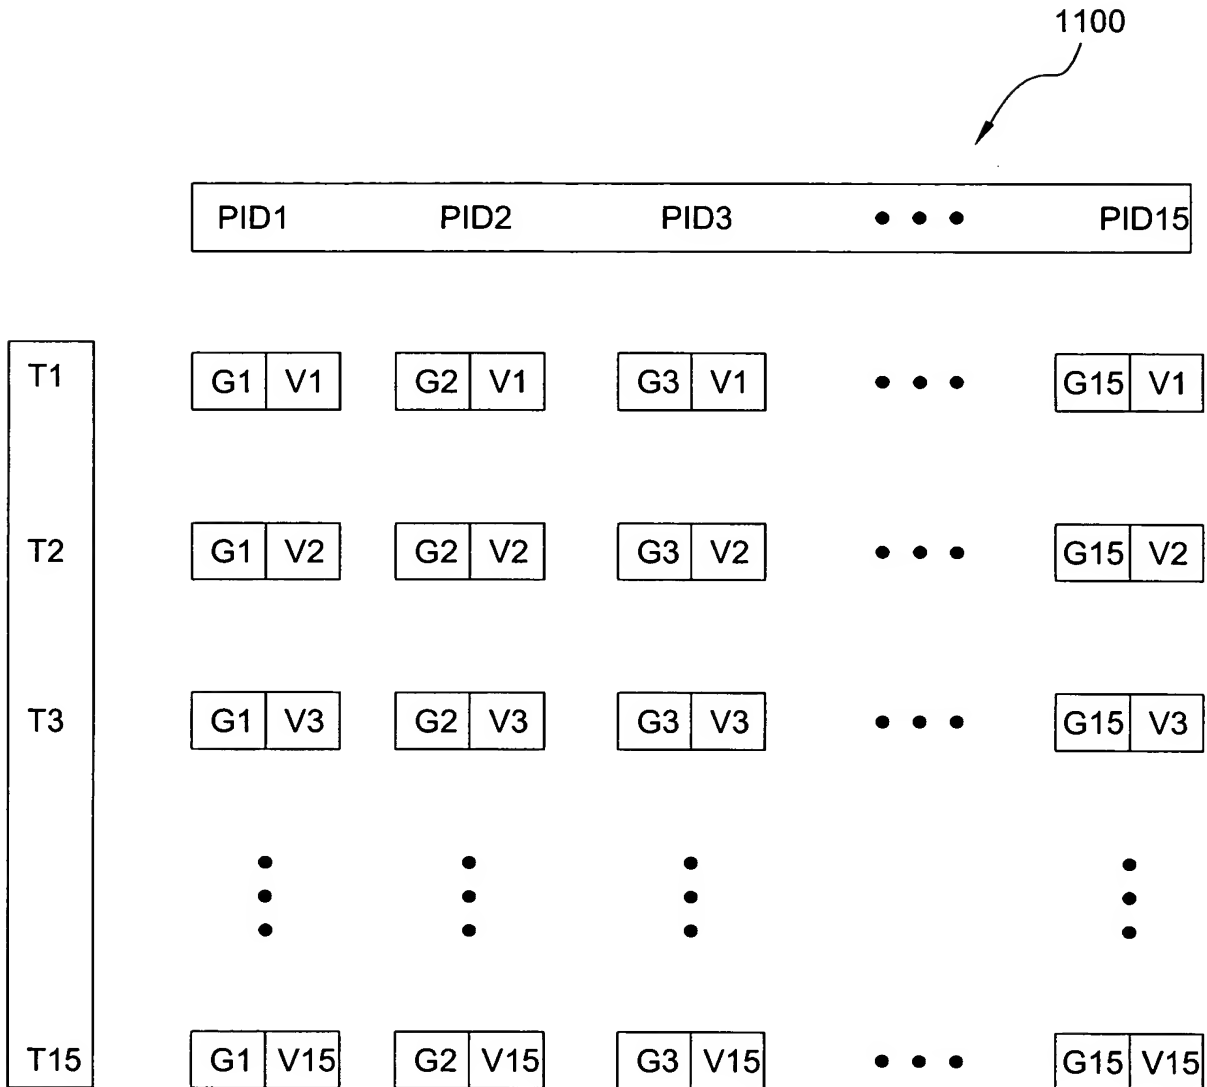 1100
PID1 PID2 PID3 • • • PID15
T1 G1 V1 G2 V1 G3 V1 • • • G15 V1
T2 G1 V2 G2 V2 G3 V2 • • • G15 V2
T3 G1 V3 G2 V3 G3 V3 • • • G15 V3
T15 G1 V15 G2 V15 G3 V15 • • • G15 V15